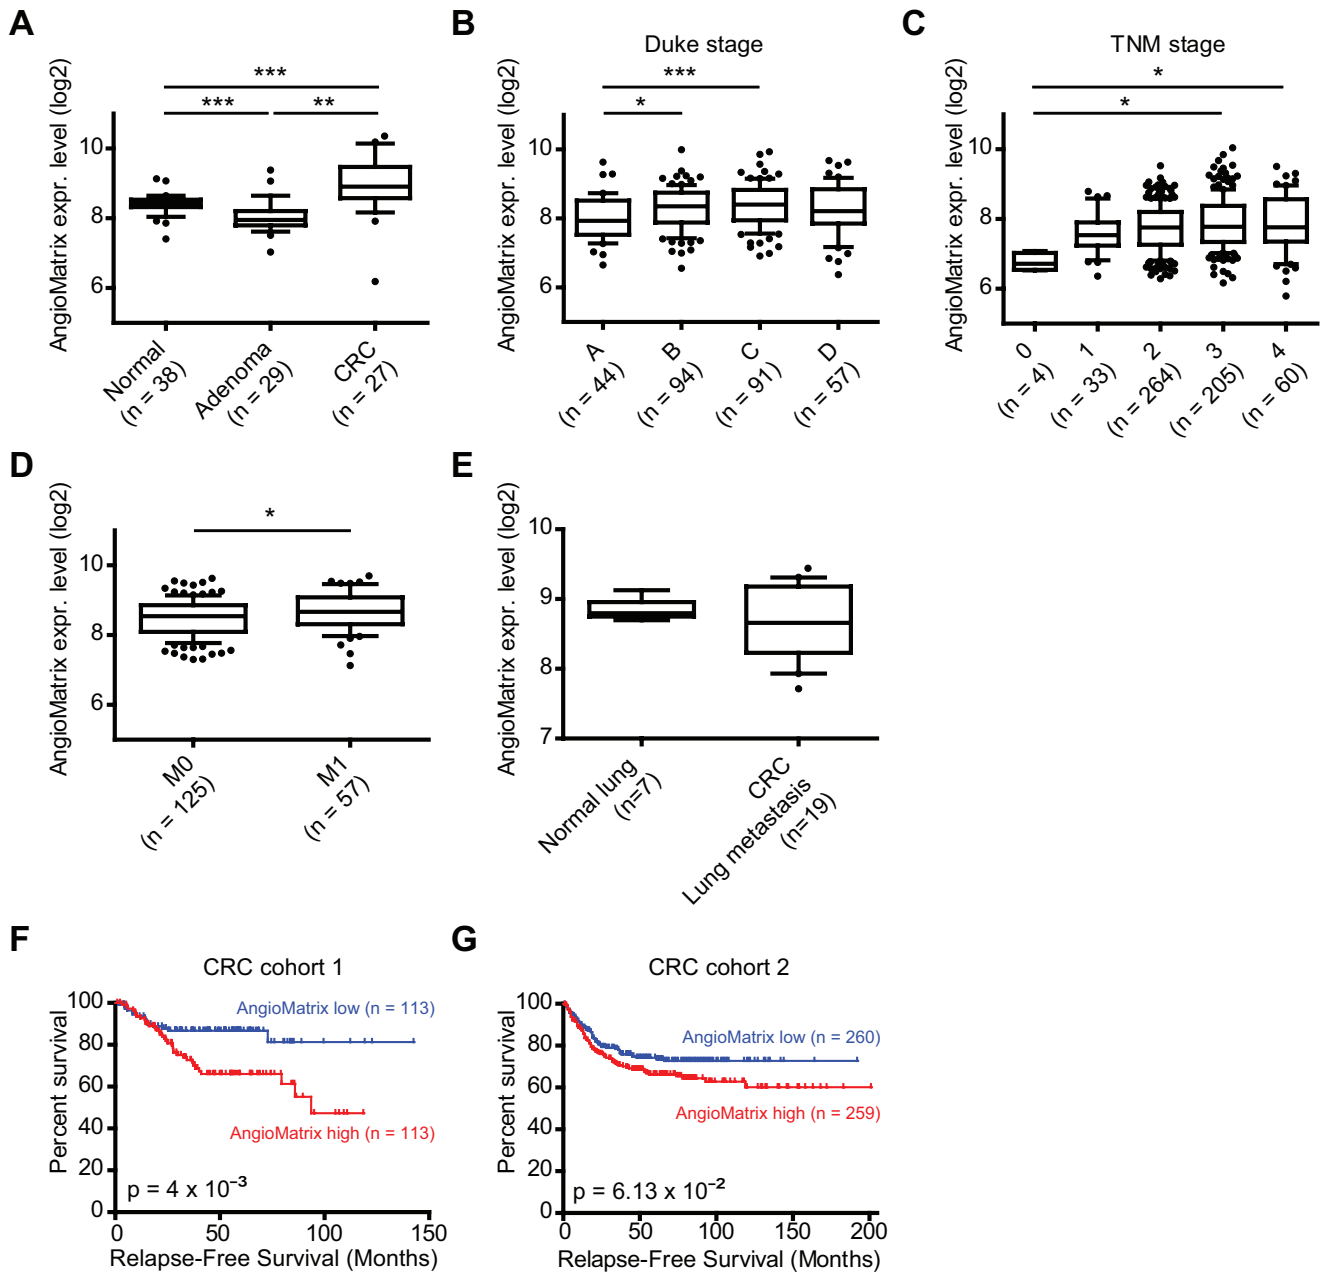 A
AngioMatrix expr. level (log2)
***
***
**
10
8
6
Normal
(n = 38)
Adenoma
(n = 29)
CRC
(n = 27)
B
Duke stage
AngioMatrix expr. level (log2)
***
*
10
8
6
A
(n = 44)
B
(n = 94)
C
(n = 91)
D
(n = 57)
C
TNM stage
AngioMatrix expr. level (log2)
*
*
10
8
6
0
(n = 4)
1
(n = 33)
2
(n = 264)
3
(n = 205)
4
(n = 60)
D
AngioMatrix expr. level (log2)
*
10
8
6
M0
(n = 125)
M1
(n = 57)
E
AngioMatrix expr. level (log2)
10
9
8
7
Normal lung
(n=7)
CRC
Lung metastasis
(n=19)
F
CRC cohort 1
Percent survival
100
80
60
40
20
0
AngioMatrix low (n = 113)
AngioMatrix high (n = 113)
p = 4 x 10⁻³
0 50 100 150
Relapse-Free Survival (Months)
G
CRC cohort 2
Percent survival
100
80
60
40
20
0
AngioMatrix low (n = 260)
AngioMatrix high (n = 259)
p = 6.13 x 10⁻²
0 50 100 150 200
Relapse-Free Survival (Months)